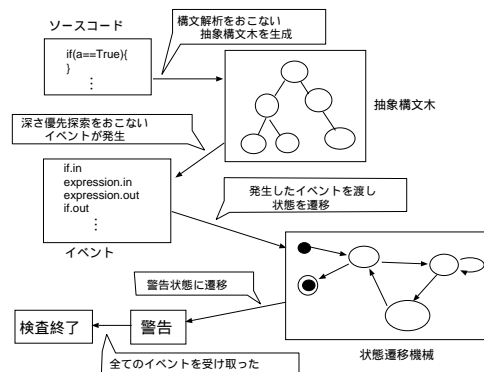 ソースコード
構文解析をおこない
抽象構文木を生成
if(a==True){
}
⋮
抽象構文木
深さ優先探索をおこない
イベントが発生
if.in
expression.in
expression.out
if.out
⋮
イベント
発生したイベントを渡し
状態を遷移
警告状態に遷移
検査終了
警告
状態遷移機械
全てのイベントを受け取った